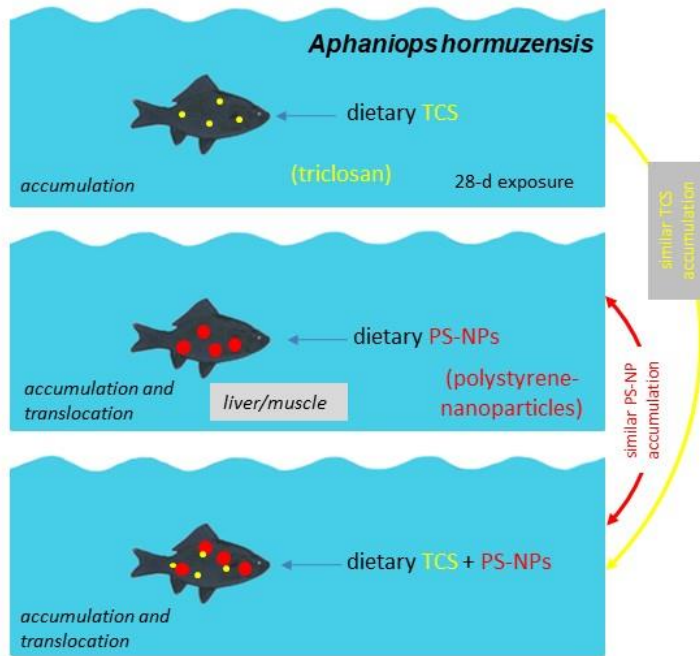 Aphaniops hormuzensis
dietary TCS
(triclosan)
accumulation
28-d exposure
similar TCS
accumulation
dietary PS-NPs
(polystyrene-
nanoparticles)
accumulation and
translocation
liver/muscle
similar PS-NP
accumulation
dietary TCS + PS-NPs
accumulation and
translocation